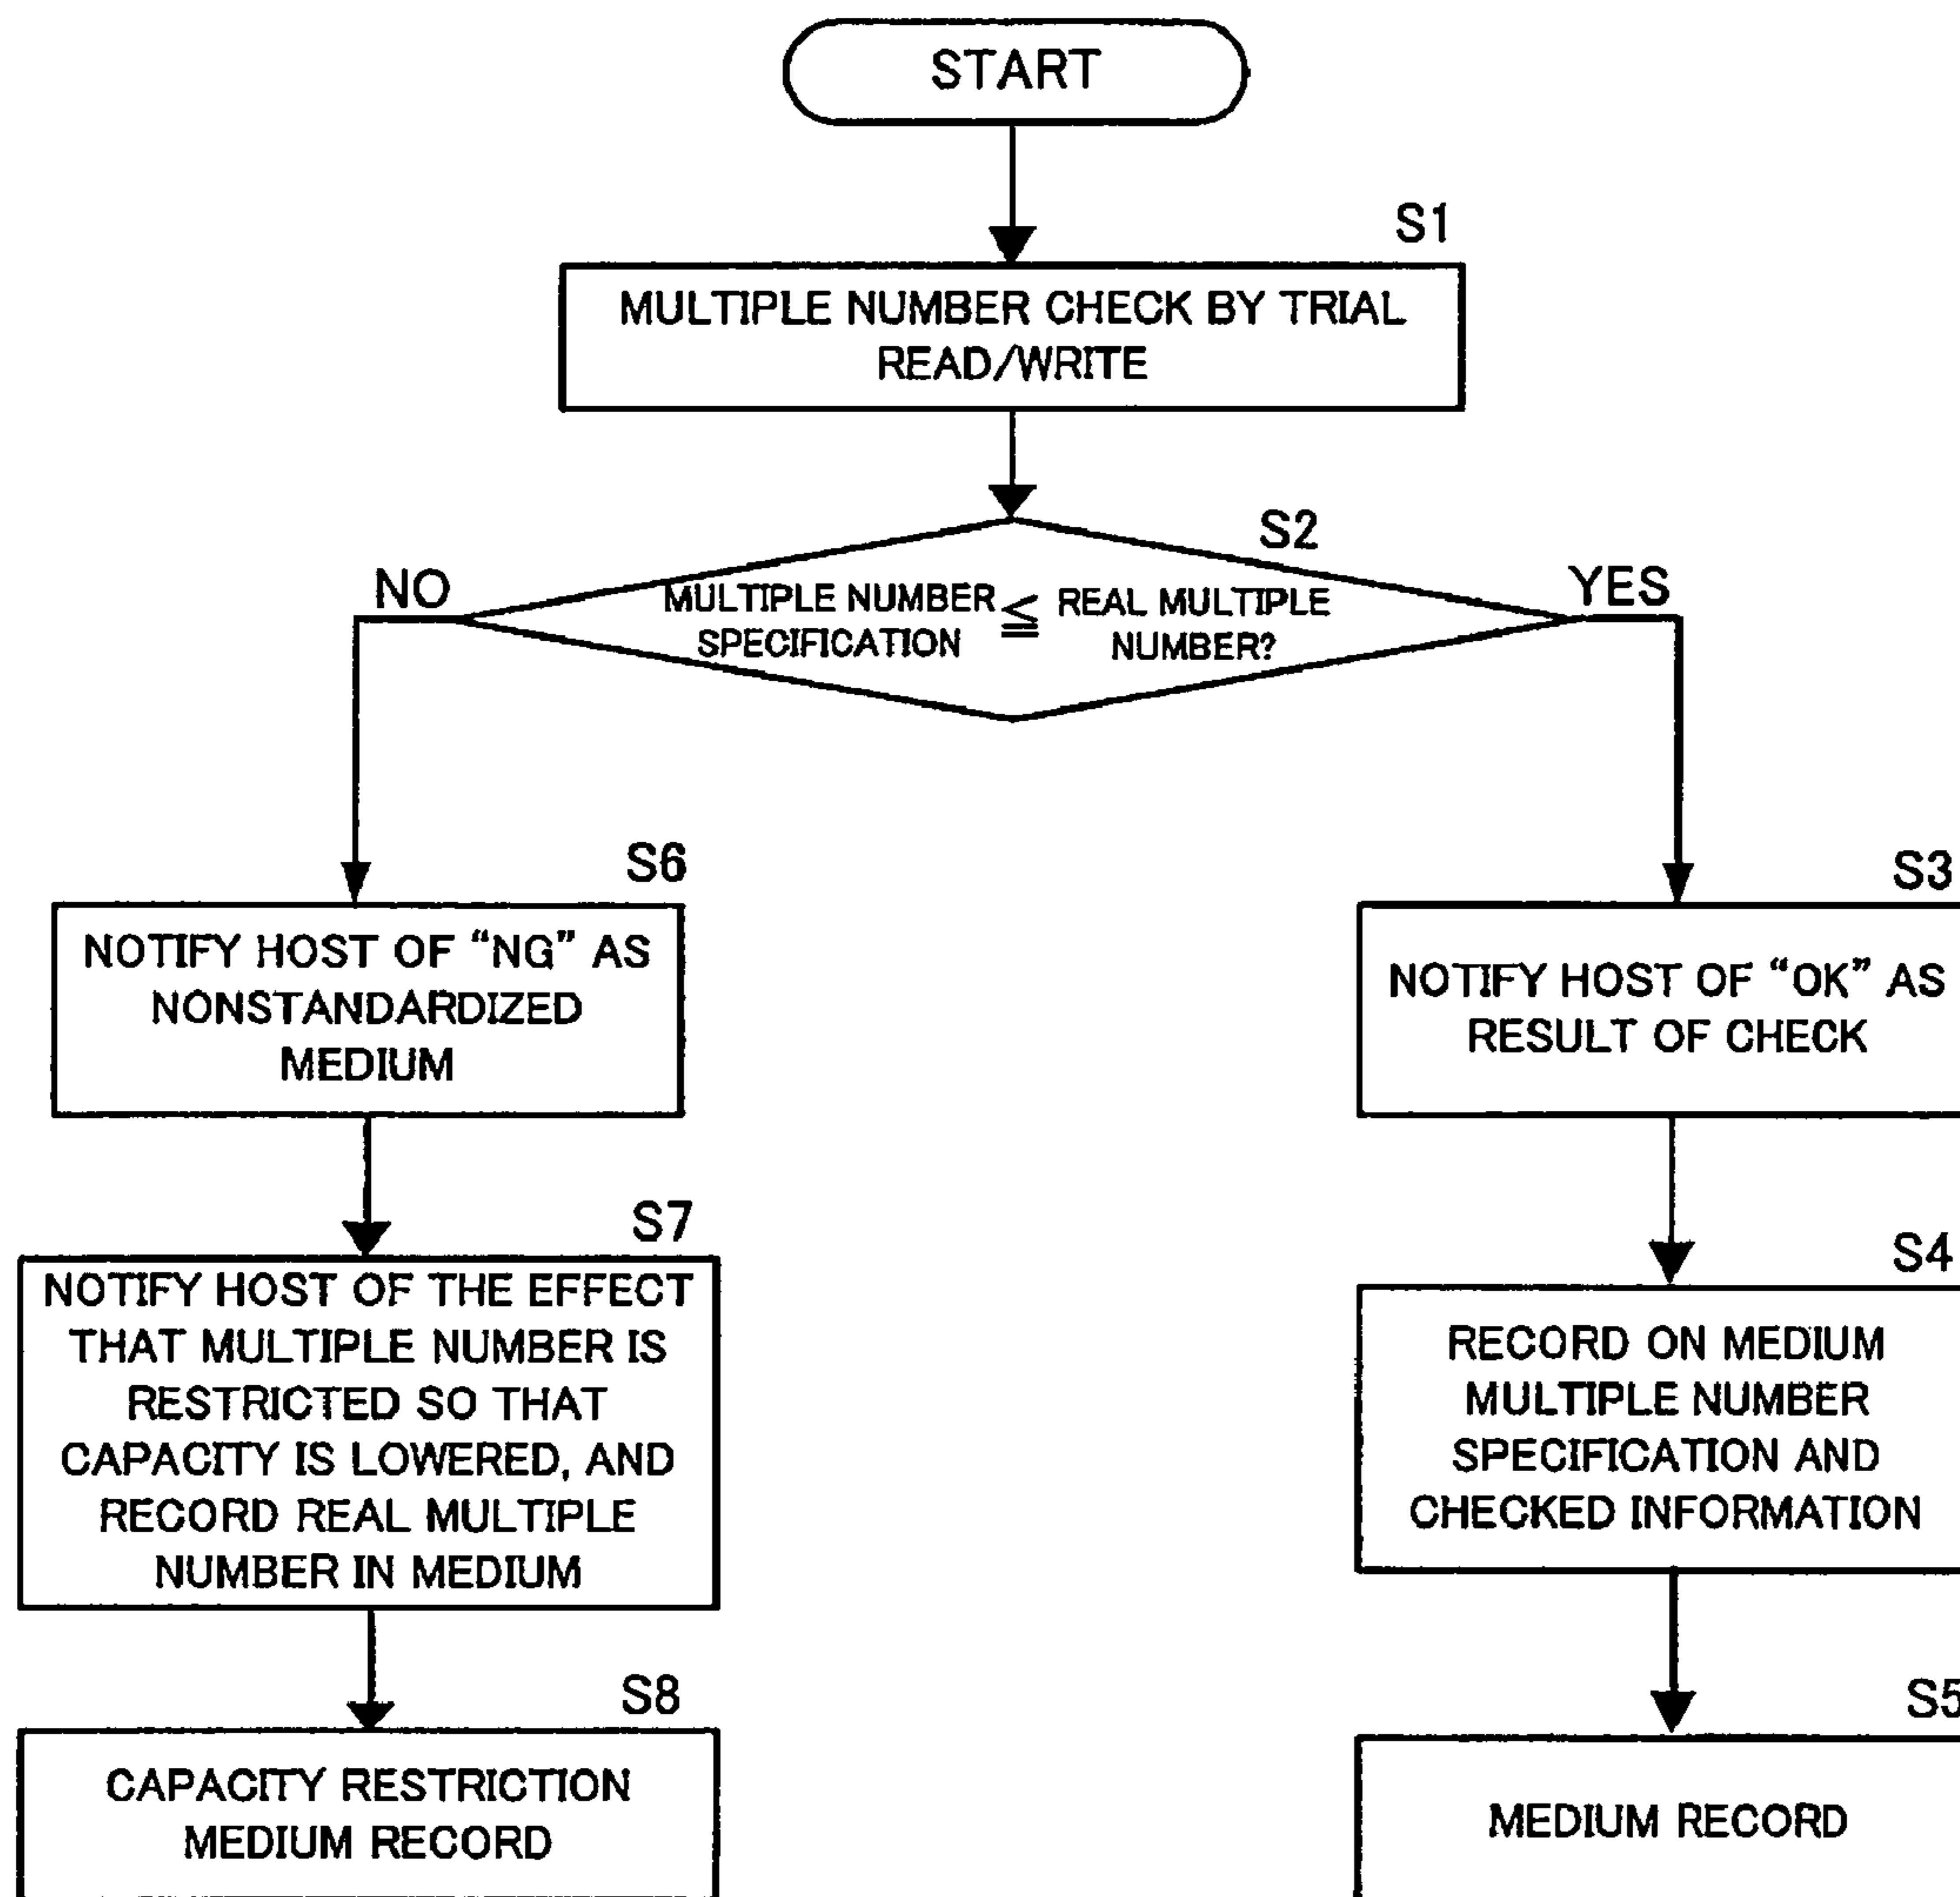 START
S1
MULTIPLE NUMBER CHECK BY TRIAL
READ/WRITE
S2
NO
YES
MULTIPLE NUMBER
SPECIFICATION
≦
REAL MULTIPLE
NUMBER?
S6
NOTIFY HOST OF “NG” AS
NONSTANDARDIZED
MEDIUM
S7
NOTIFY HOST OF THE EFFECT
THAT MULTIPLE NUMBER IS
RESTRICTED SO THAT
CAPACITY IS LOWERED, AND
RECORD REAL MULTIPLE
NUMBER IN MEDIUM
S8
CAPACITY RESTRICTION
MEDIUM RECORD
S3
NOTIFY HOST OF “OK” AS
RESULT OF CHECK
S4
RECORD ON MEDIUM
MULTIPLE NUMBER
SPECIFICATION AND
CHECKED INFORMATION
S5
MEDIUM RECORD